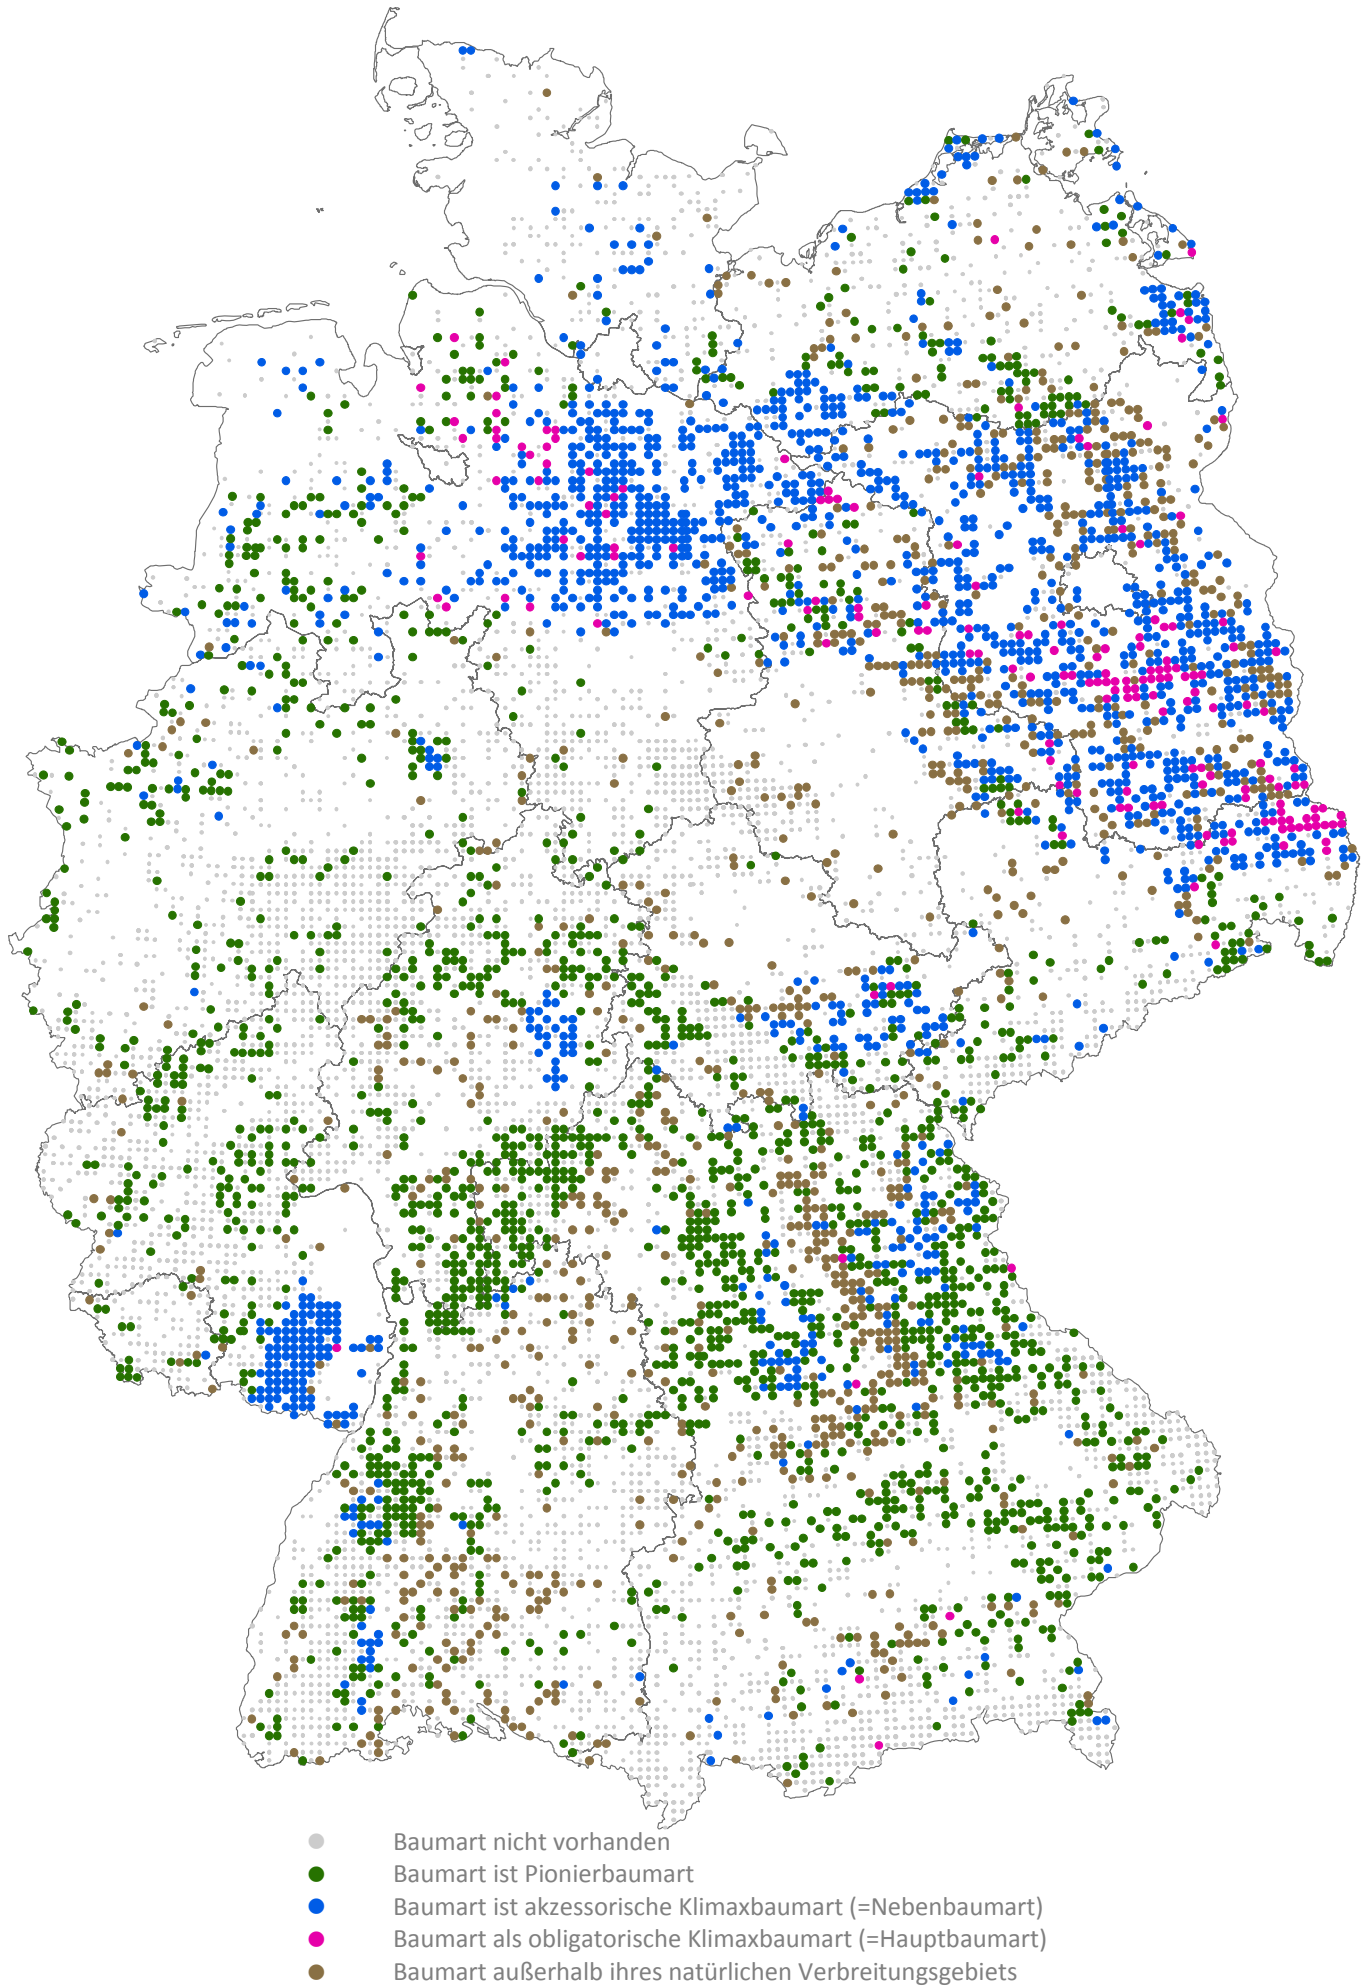 Baumart nicht vorhanden
Baumart ist Pionierbaumart
Baumart ist akzessorische Klimaxbaumart (=Nebenbaumart)
Baumart als obligatorische Klimaxbaumart (=Hauptbaumart)
Baumart außerhalb ihres natürlichen Verbreitungsgebiets